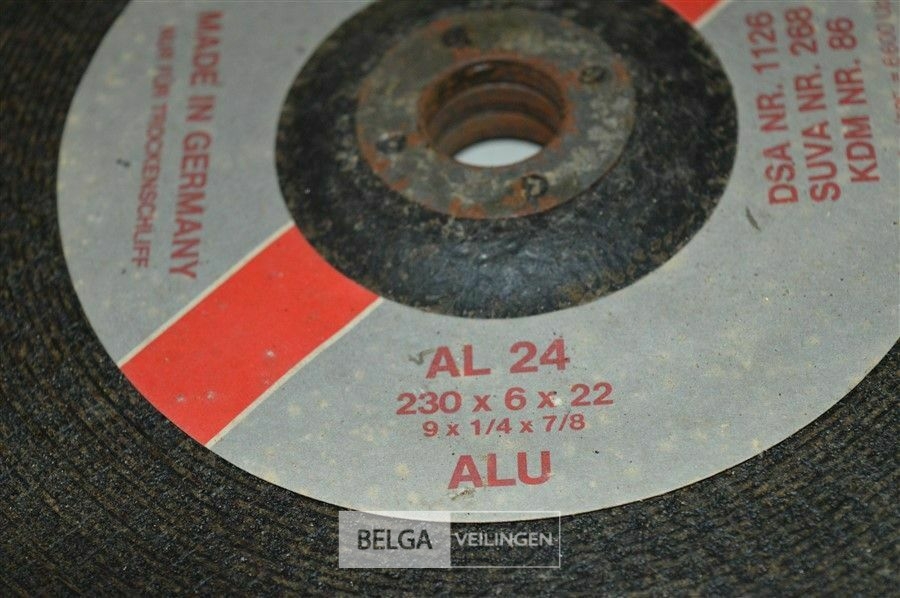 MADE IN GERMANY
NUR FÜR TROCKENSCHLIFF
DSA NR. 1126
SUVA NR. 268
KDM NR. 86
AL 24
230 x 6 x 22
9 x 1/4 x 7/8
ALU
BELGA VEILINGEN